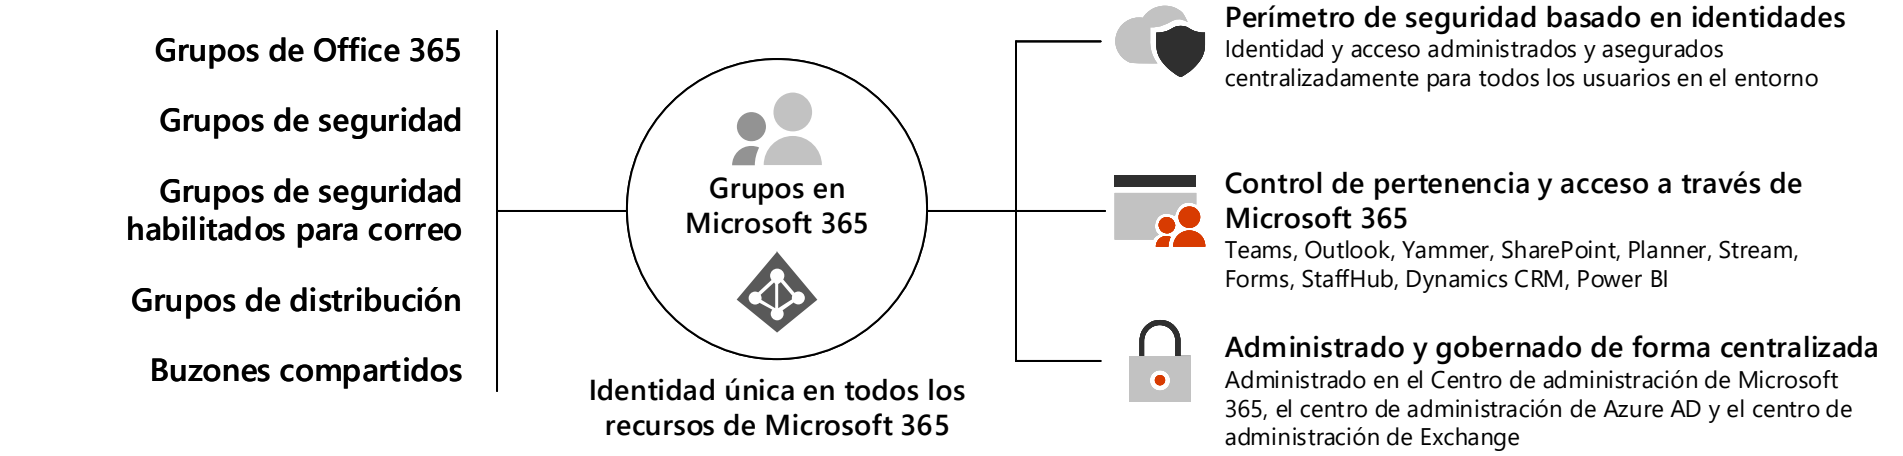 Grupos de Office 365
Grupos de seguridad
Grupos de seguridad
habilitados para correo
Grupos de distribución
Buzones compartidos
Grupos en
Microsoft 365
Identidad única en todos los
recursos de Microsoft 365
Perímetro de seguridad basado en identidades
Identidad y acceso administrados y asegurados
centralizadamente para todos los usuarios en el entorno
Control de pertenencia y acceso a través de
Microsoft 365
Teams, Outlook, Yammer, SharePoint, Planner, Stream,
Forms, StaffHub, Dynamics CRM, Power BI
Administrado y gobernado de forma centralizada
Administrado en el Centro de administración de Microsoft
365, el centro de administración de Azure AD y el centro de
administración de Exchange